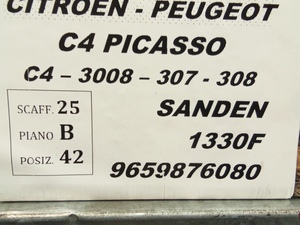 CITROEN - PEUGEOT
C4 PICASSO
C4 - 3008 - 307 - 308
SCAFF. 25
PIANO B
POSIZ. 42
SANDEN
1330F
9659876080